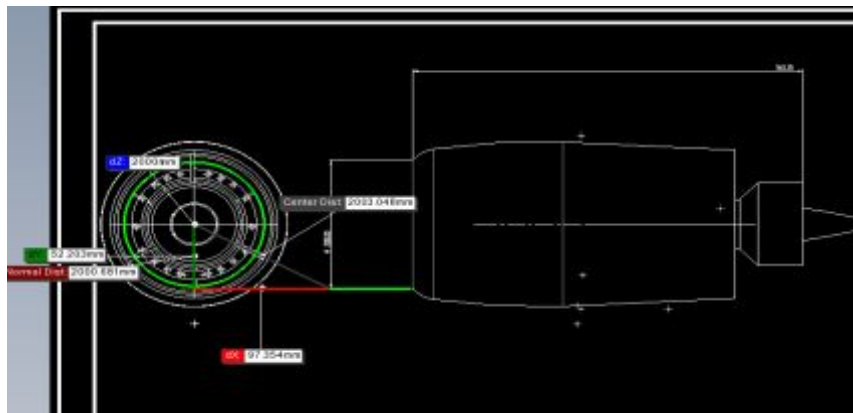 dZ: 2000mm
Center Dist: 2003.048mm
dY: 52.203mm
Normal Dist: 2000.681mm
dX: 97.354mm